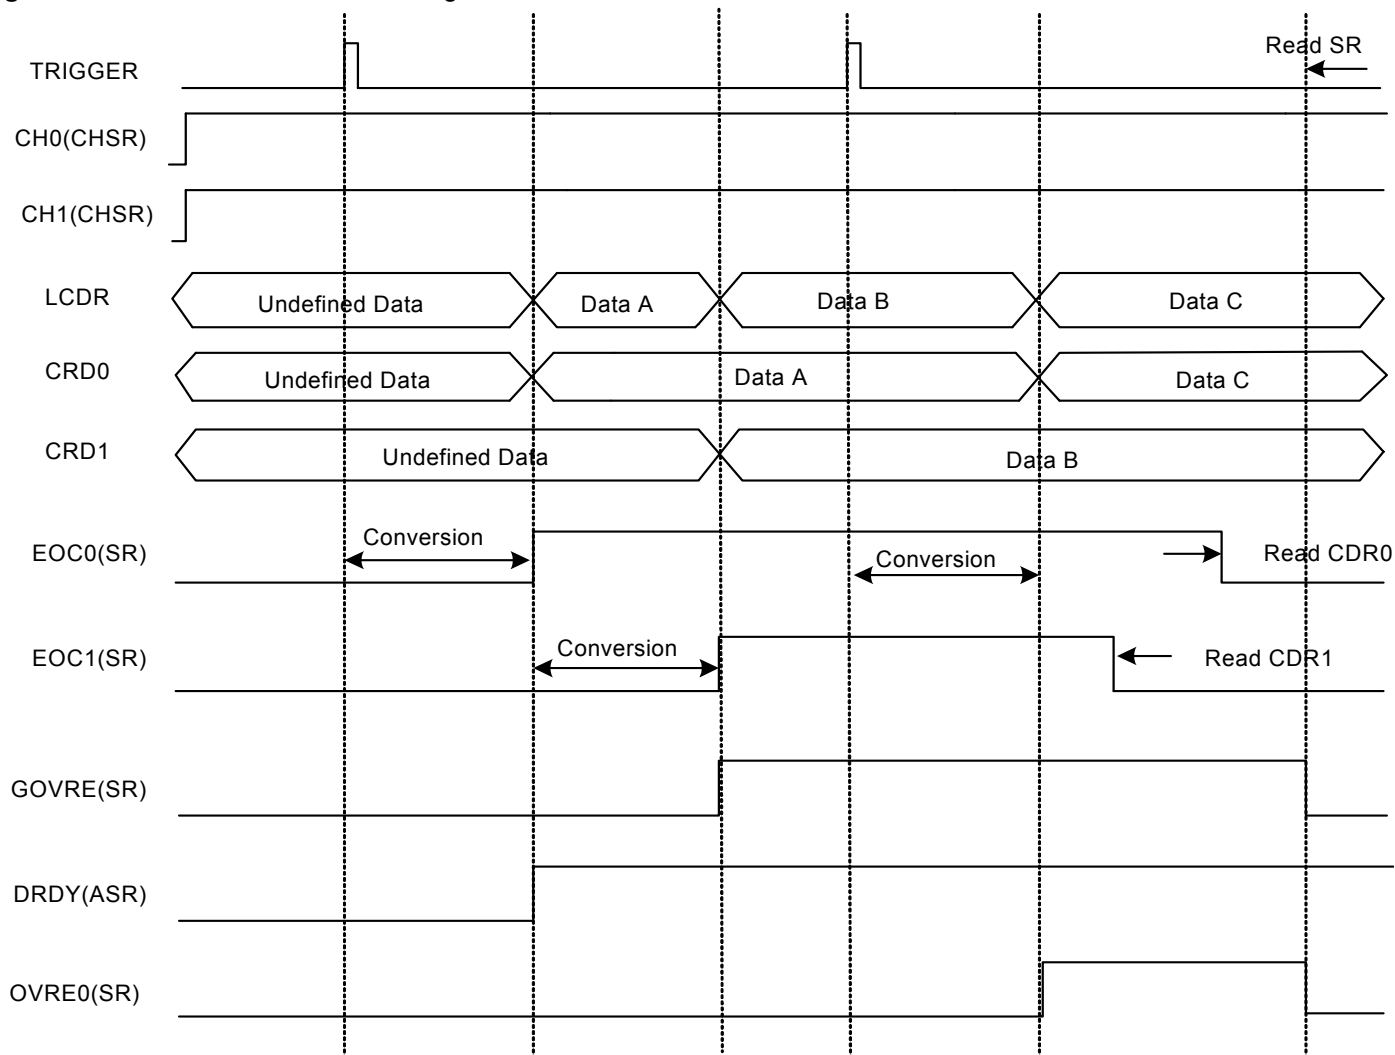 Read SR
TRIGGER
CH0(CHSR)
CH1(CHSR)
LCDR
Undefined Data
Data A
Data B
Data C
CRD0
Undefined Data
Data A
Data C
CRD1
Undefined Data
Data B
EOC0(SR)
Conversion
Conversion
Read CDR0
EOC1(SR)
Conversion
Read CDR1
GOVRE(SR)
DRDY(ASR)
OVRE0(SR)